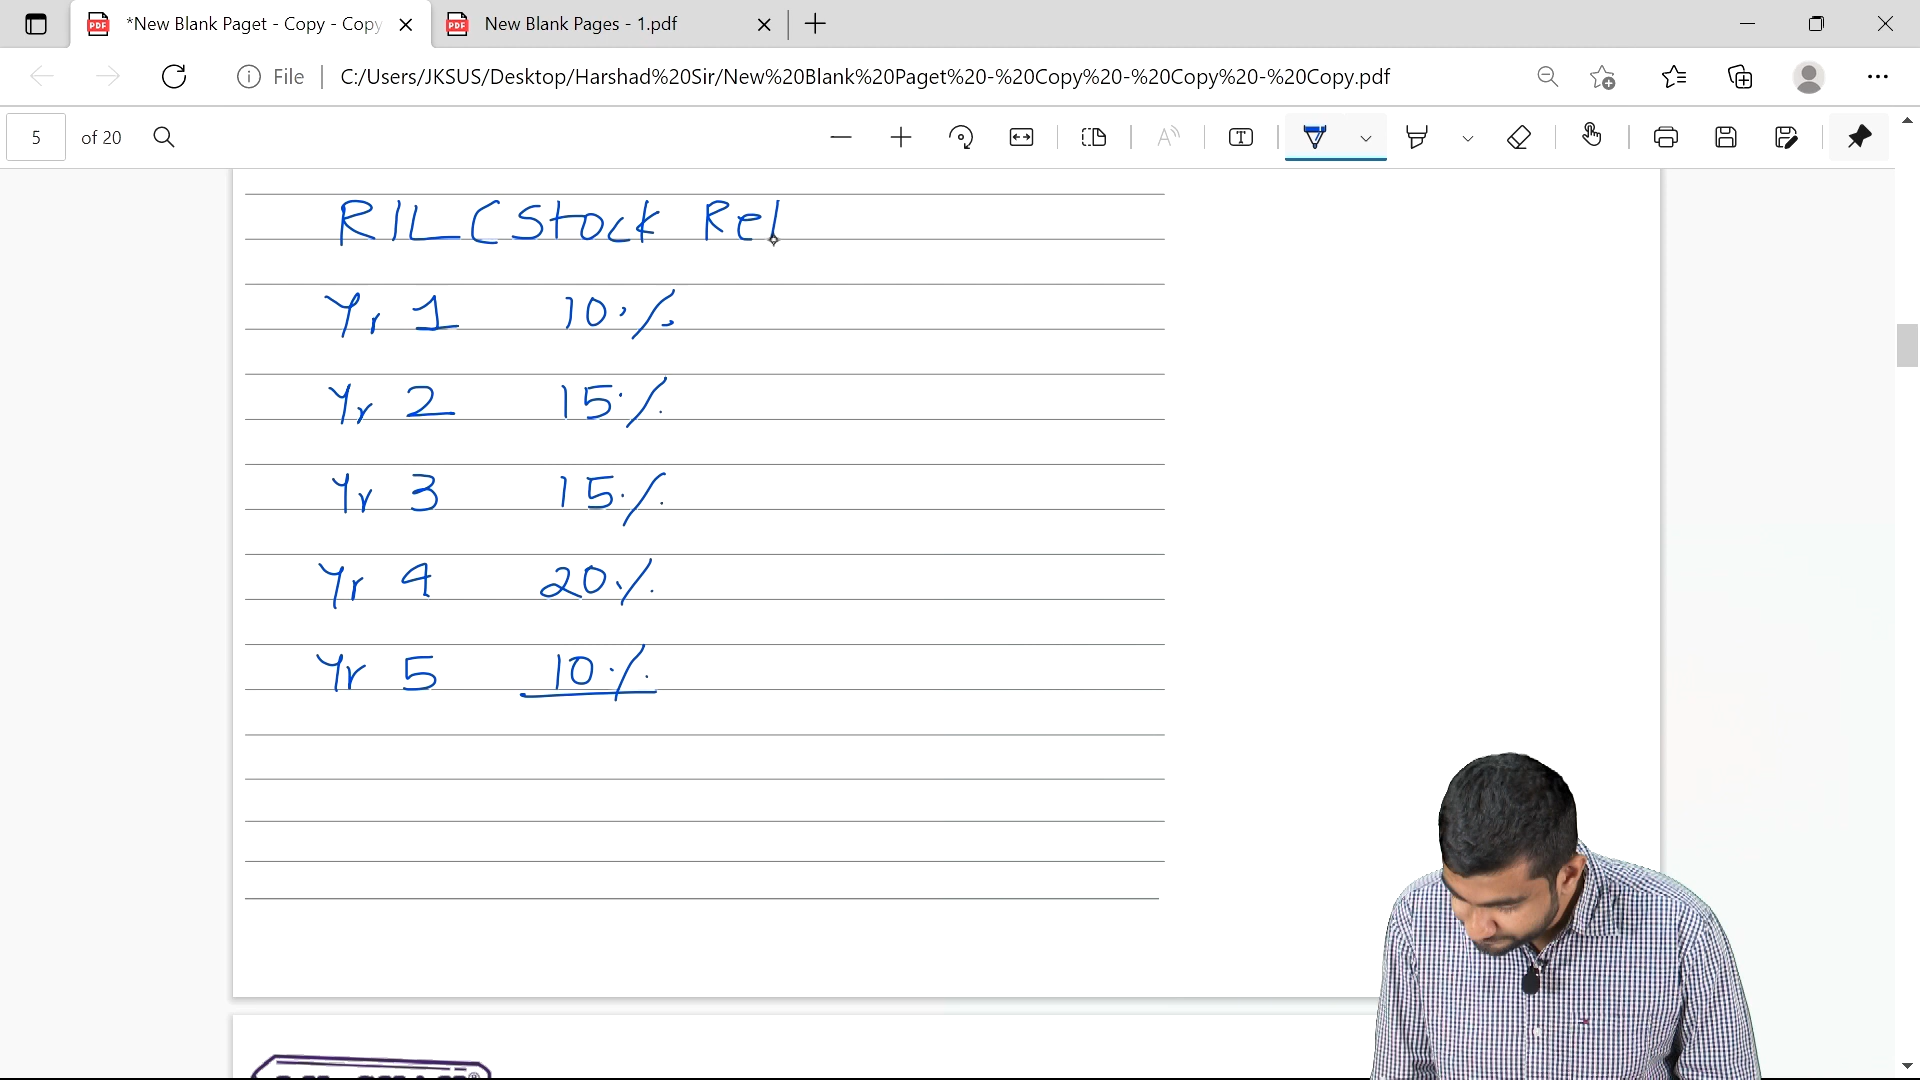 *New Blank Paget - Copy - Copy
New Blank Pages - 1.pdf
File
C:/Users/JKSUS/Desktop/Harshad%20Sir/New%20Blank%20Paget%20-%20Copy%20-%20Copy%20-%20Copy.pdf
5 of 20
RIL (Stock Ret
Yr 1 10%
Yr 2 15%
Yr 3 15%
Yr 4 20%
Yr 5 10%